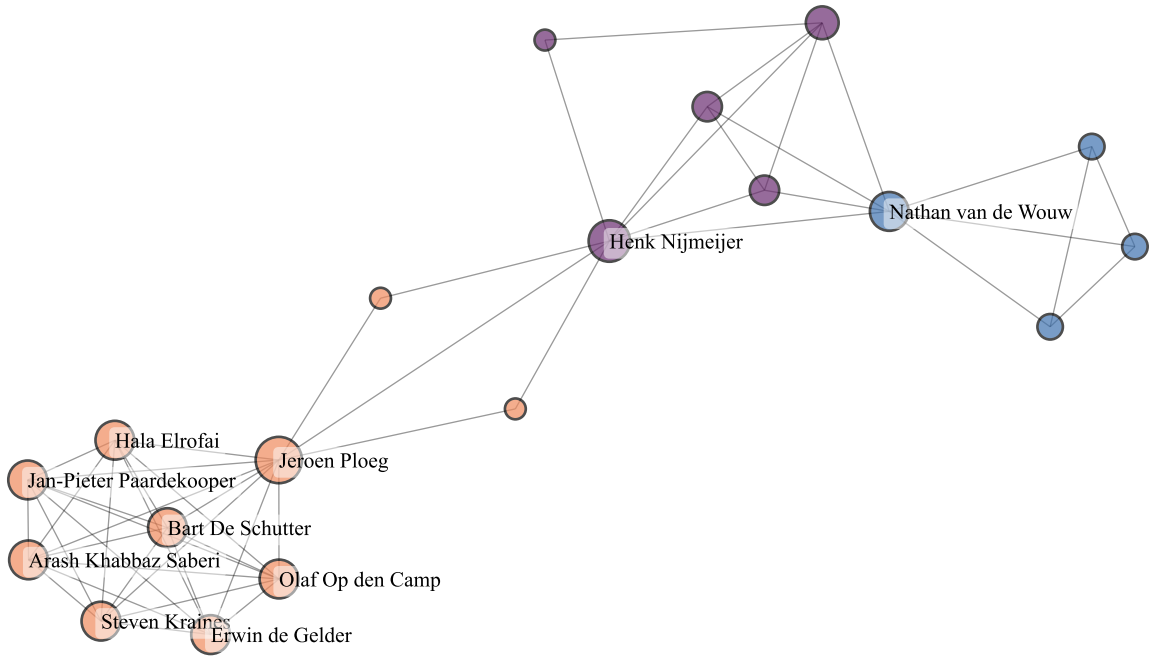 Nathan van de Wouw
Henk Nijmeijer
Hala Elrofai
Jeroen Ploeg
Jan-Pieter Paardekooper
Bart De Schutter
Arash Khabbaz Saberi
Olaf Op den Camp
Steven Kraines
Erwin de Gelder